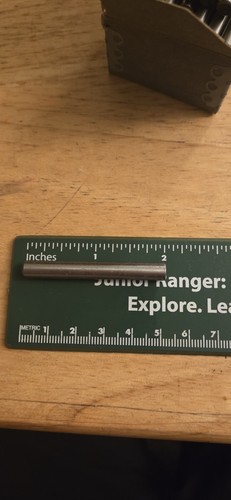 Inches 1 2
Junior Ranger:
Explore. Lea
METRIC 1 2 3 4 5 6 7